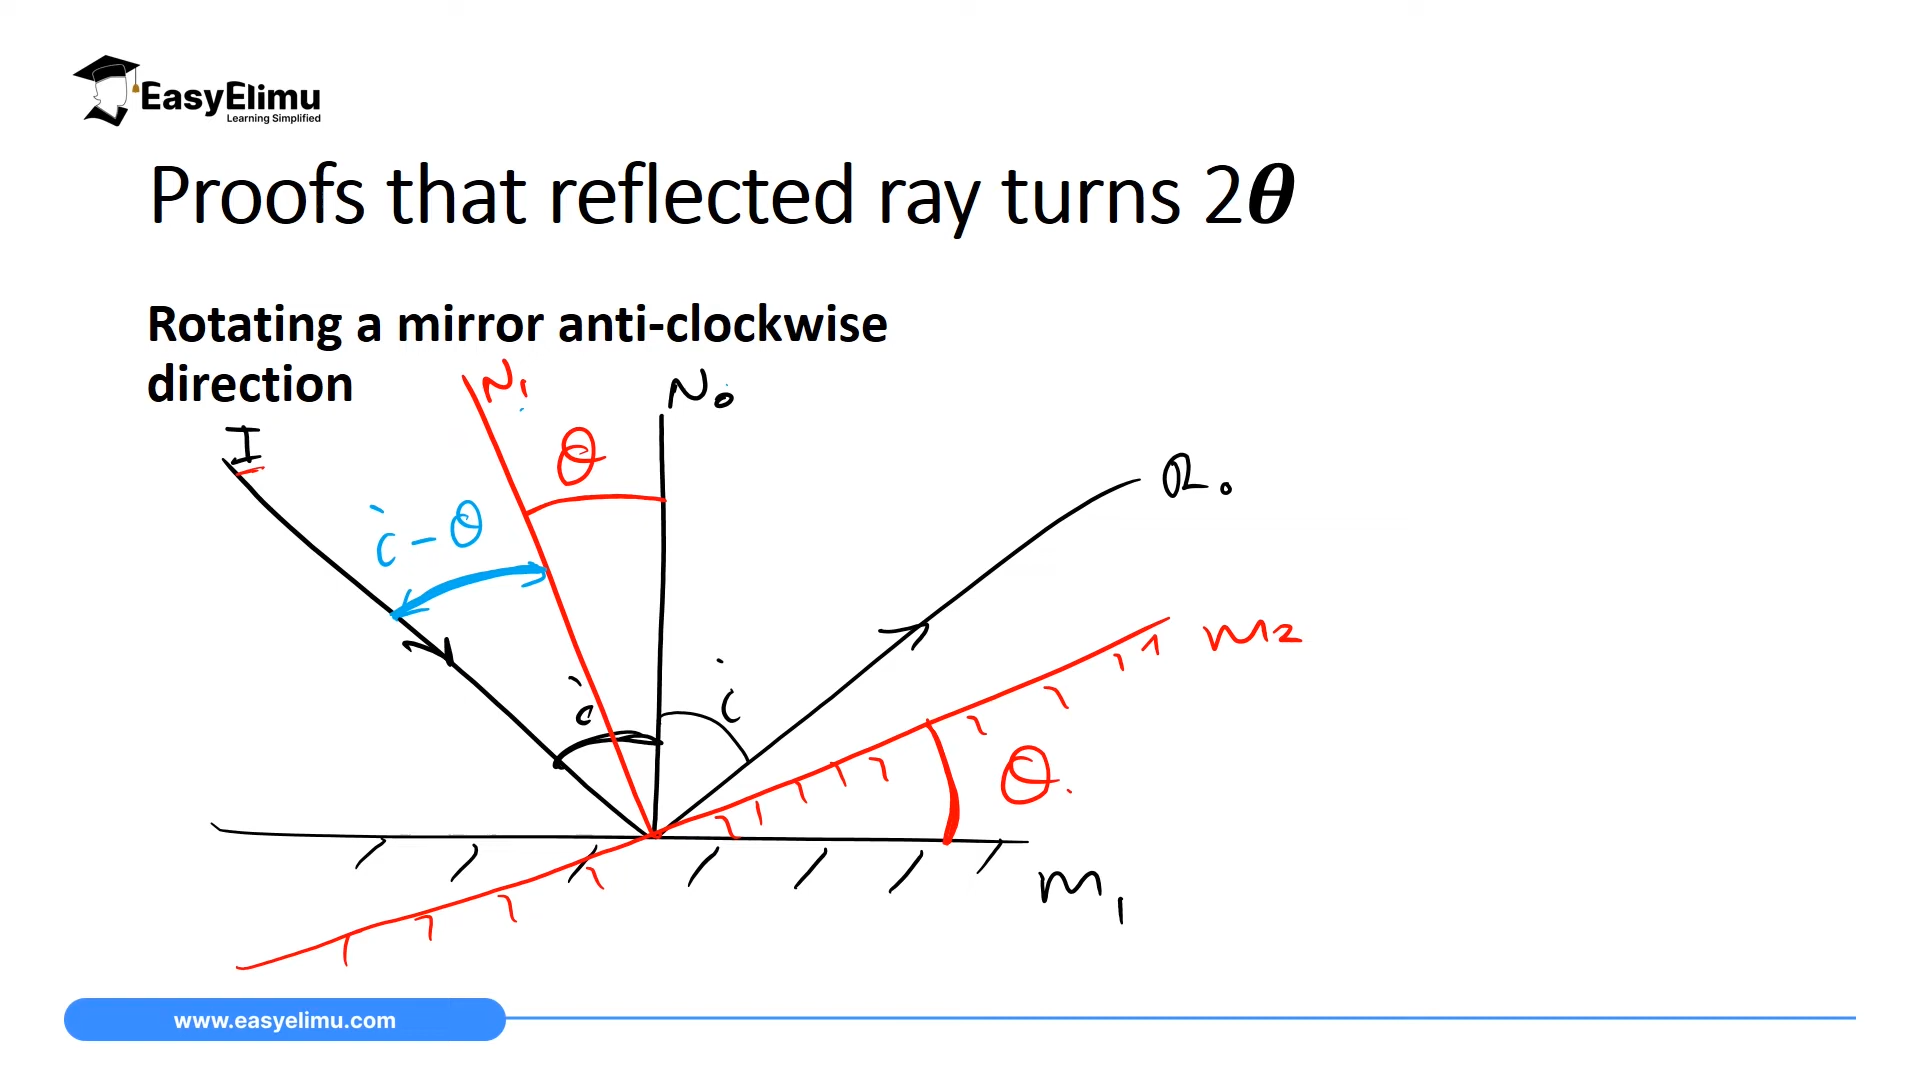 EasyElimu
Learning Simplified
Proofs that reflected ray turns 2θ
Rotating a mirror anti-clockwise
direction
N₁
N₀
I
θ
R₀
i - θ
M₂
i
i
θ
M₁
www.easyelimu.com